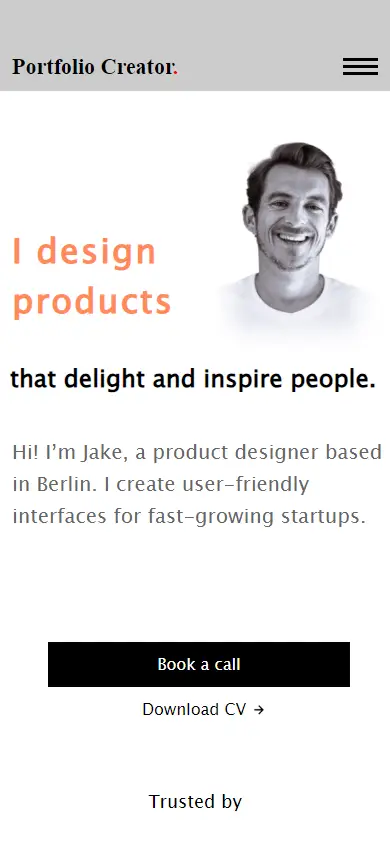 Portfolio Creator.
I design
products
that delight and inspire people.
Hi! I’m Jake, a product designer based
in Berlin. I create user–friendly
interfaces for fast–growing startups.
Book a call
Download CV →
Trusted by